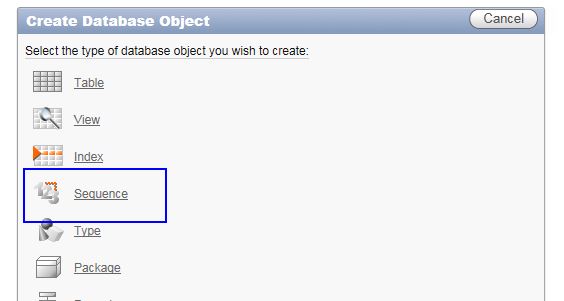 Create Database Object
Cancel
Select the type of database object you wish to create:
Table
View
Index
Sequence
Type
Package